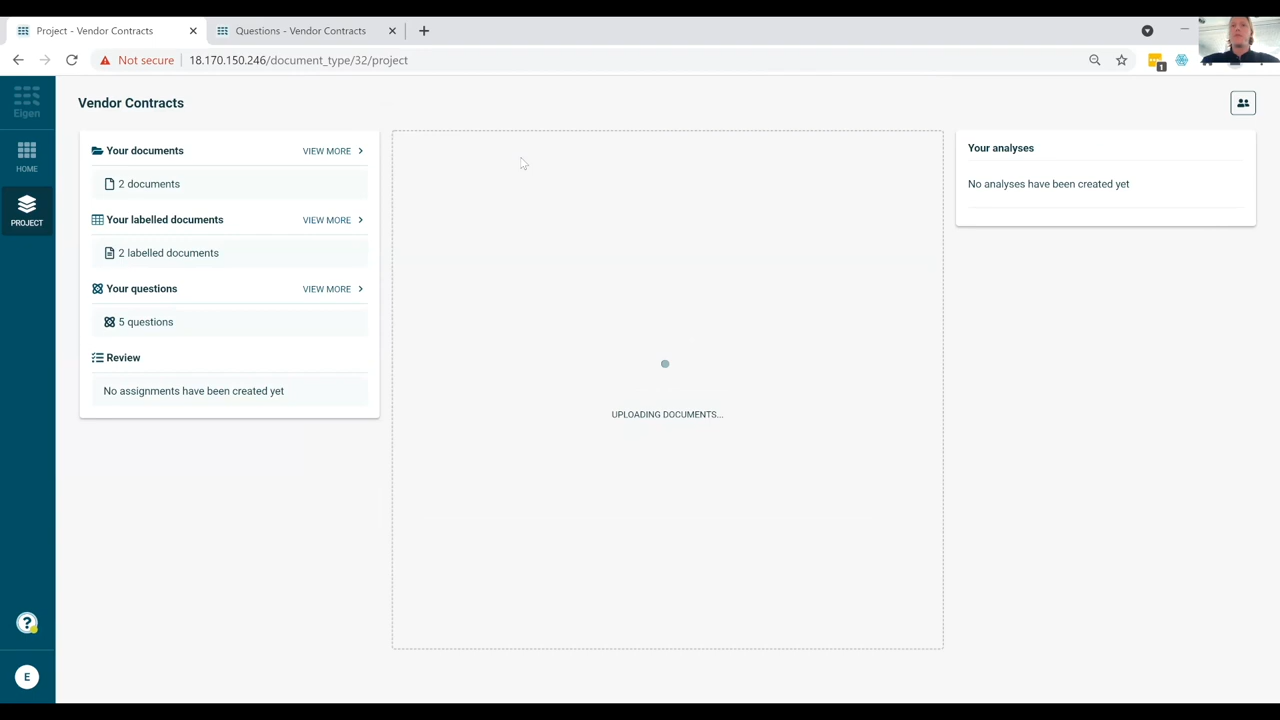 Project - Vendor Contracts
Questions - Vendor Contracts
Not secure
18.170.150.246/document_type/32/project
1
Eigen
HOME
PROJECT
?
E
Vendor Contracts
Your documents
VIEW MORE
2 documents
Your labelled documents
VIEW MORE
2 labelled documents
Your questions
VIEW MORE
5 questions
Review
No assignments have been created yet
UPLOADING DOCUMENTS...
Your analyses
No analyses have been created yet